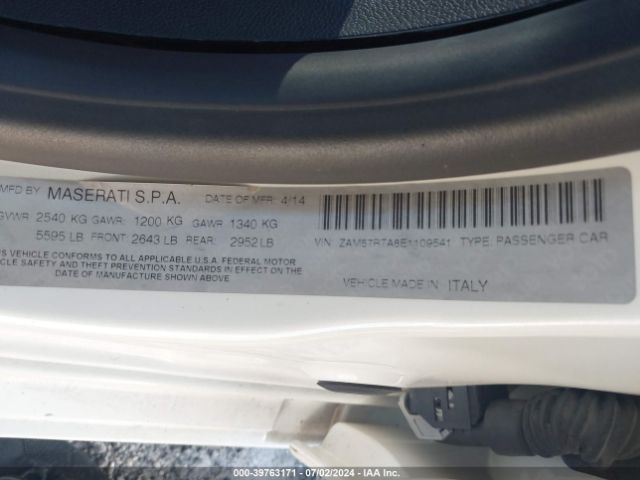 MFD BY MASERATI S.P.A. DATE OF MFR 4/14
GVWR: 2540 KG GAWR: 1200 KG GAWR 1340 KG
5595 LB FRONT: 2643 LB REAR: 2952 LB
VIN: ZAM57RTA8E1109541 TYPE: PASSENGER CAR
THIS VEHICLE CONFORMS TO ALL APPLICABLE U.S.A. FEDERAL MOTOR
VEHICLE SAFETY AND THEFT STANDARDS IN EFFECT ON THE
DATE OF MANUFACTURE SHOWN ABOVE
VEHICLE MADE IN ITALY
000-39763171 - 07/02/2024 - IAA Inc.